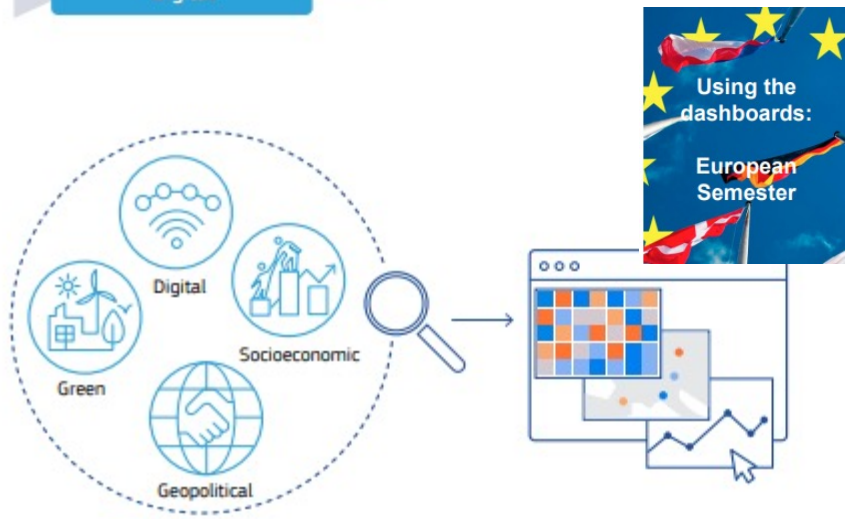 Using the
dashboards:
European
Semester
Digital
Socioeconomic
Green
Geopolitical